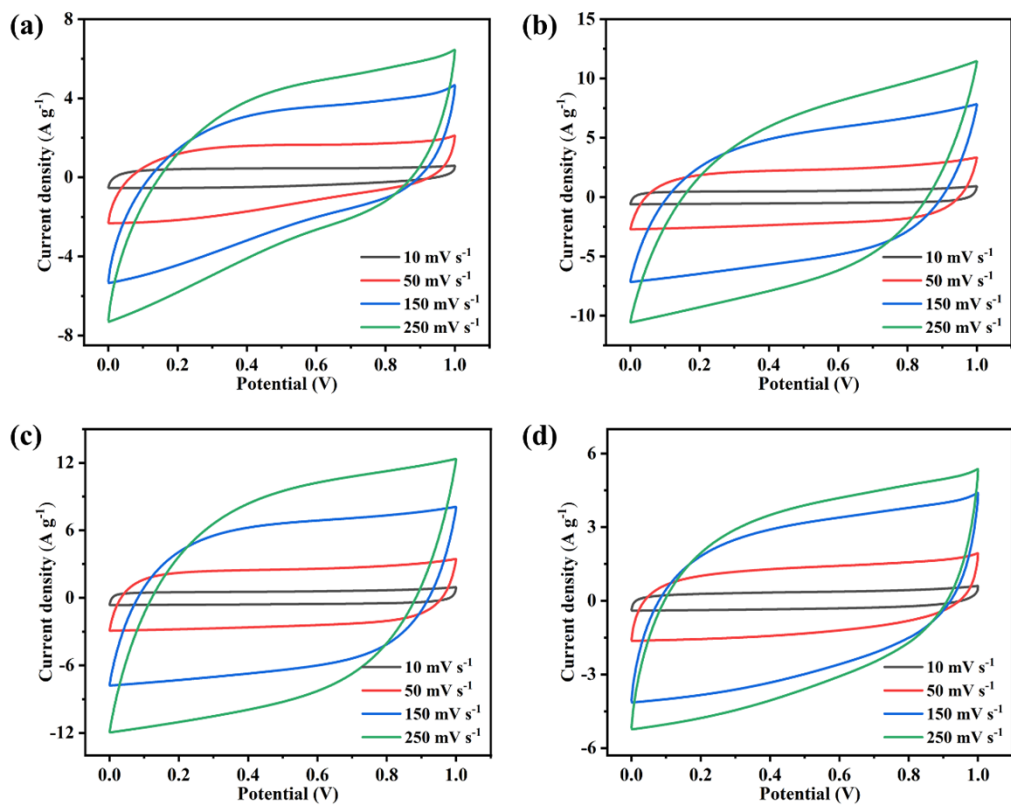 (a)
8
4
0
-4
-8
Current density (A g⁻¹)
10 mV s⁻¹
50 mV s⁻¹
150 mV s⁻¹
250 mV s⁻¹
0.0 0.2 0.4 0.6 0.8 1.0
Potential (V)
(b)
15
10
5
0
-5
-10
Current density (A g⁻¹)
10 mV s⁻¹
50 mV s⁻¹
150 mV s⁻¹
250 mV s⁻¹
0.0 0.2 0.4 0.6 0.8 1.0
Potential (V)
(c)
12
6
0
-6
-12
Current density (A g⁻¹)
10 mV s⁻¹
50 mV s⁻¹
150 mV s⁻¹
250 mV s⁻¹
0.0 0.2 0.4 0.6 0.8 1.0
Potential (V)
(d)
6
3
0
-3
-6
Current density (A g⁻¹)
10 mV s⁻¹
50 mV s⁻¹
150 mV s⁻¹
250 mV s⁻¹
0.0 0.2 0.4 0.6 0.8 1.0
Potential (V)